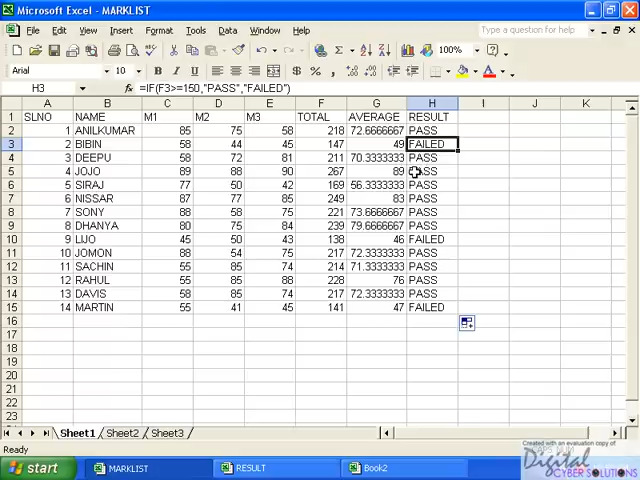 Microsoft Excel - MARKLIST
File Edit View Insert Format Tools Data Window Help
Type a question for help
100%
Arial 10 B I U $ %
H3 =IF(F3>=150,"PASS","FAILED")
A B C D E F G H I J K
1 SLNO NAME M1 M2 M3 TOTAL AVERAGE RESULT
2 1 ANILKUMAR 85 75 58 218 72.6666667 PASS
3 2 BIBIN 58 44 45 147 49 FAILED
4 3 DEEPU 58 72 81 211 70.3333333 PASS
5 4 JOJO 89 88 90 267 89 PASS
6 5 SIRAJ 77 50 42 169 56.3333333 PASS
7 6 NISSAR 87 77 85 249 83 PASS
8 7 SONY 88 58 75 221 73.6666667 PASS
9 8 DHANYA 80 75 84 239 79.6666667 PASS
10 9 LIJO 45 50 43 138 46 FAILED
11 10 JOMON 88 54 75 217 72.3333333 PASS
12 11 SACHIN 55 85 74 214 71.3333333 PASS
13 12 RAHUL 55 85 88 228 76 PASS
14 13 DAVIS 58 85 74 217 72.3333333 PASS
15 14 MARTIN 55 41 45 141 47 FAILED
16
17
18
19
20
21
22
23
Sheet1 Sheet2 Sheet3
Ready
Created with an evaluation copy of
start MARKLIST RESULT Book2
Digital
CYBER SOLUTIONS